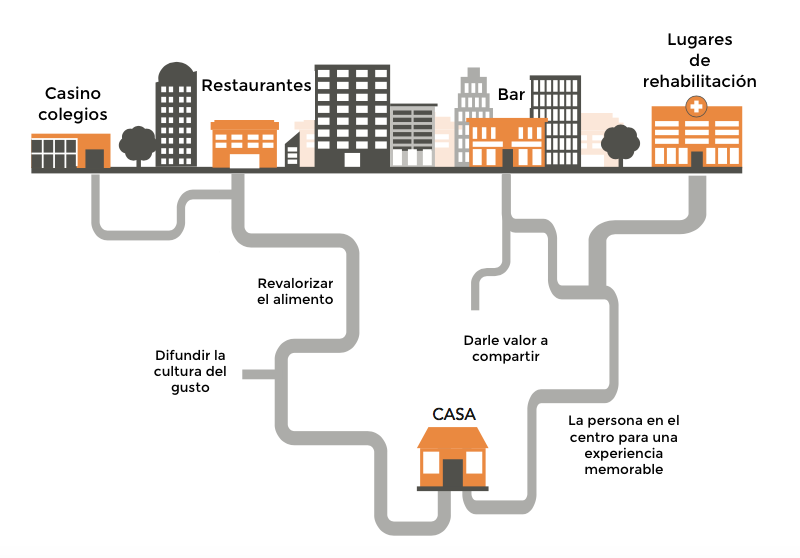 Casino
colegios
Restaurantes
Bar
Lugares
de
rehabilitación
Revalorizar
el alimento
Difundir la
cultura del
gusto
Darle valor a
compartir
CASA
La persona en el
centro para una
experiencia
memorable